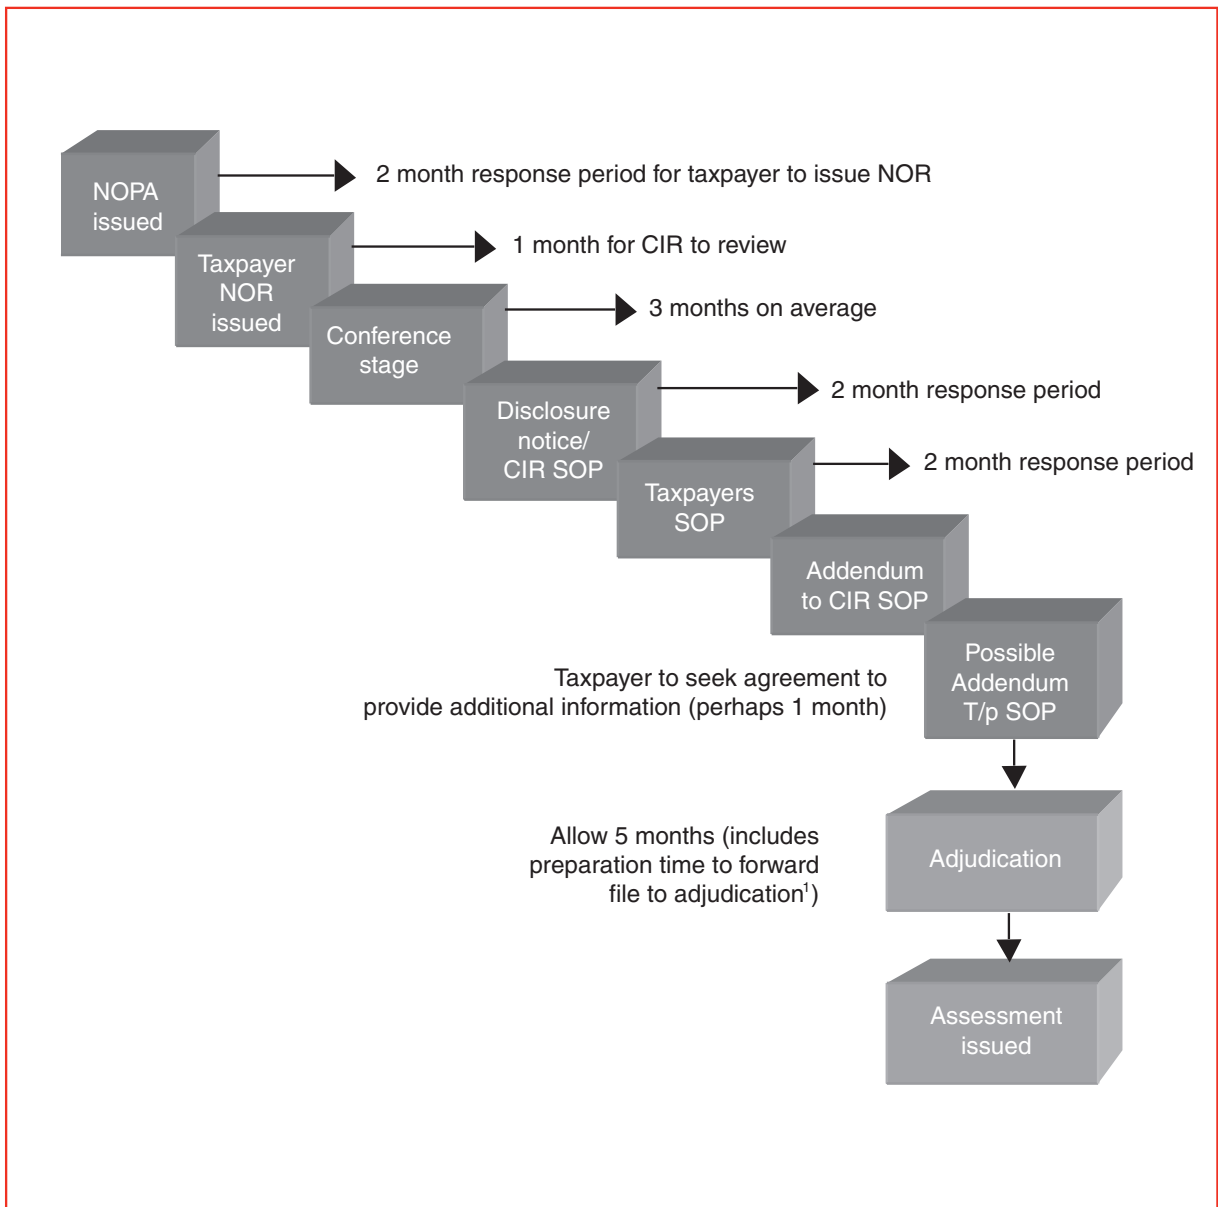 NOPA
issued
2 month response period for taxpayer to issue NOR
Taxpayer
NOR
issued
1 month for CIR to review
Conference
stage
3 months on average
Disclosure
notice/
CIR SOP
2 month response period
Taxpayers
SOP
2 month response period
Addendum
to CIR SOP
Possible
Addendum
T/p SOP
Taxpayer to seek agreement to
provide additional information (perhaps 1 month)
Adjudication
Allow 5 months (includes
preparation time to forward
file to adjudication¹)
Assessment
issued